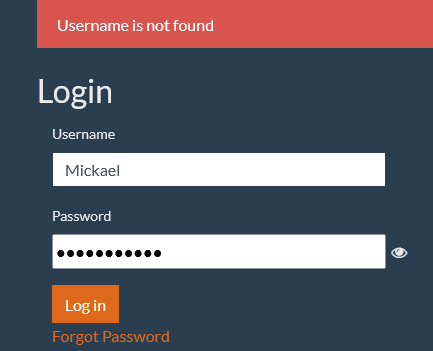 Username is not found
Login
Username
Mickael
Password
●●●●●●●●●●●
Log in
Forgot Password